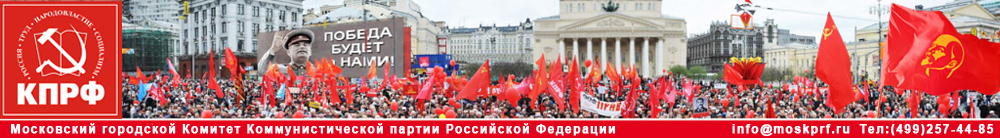 РОССИЯ · ТРУД · НАРОДОВЛАСТИЕ · СОЦИАЛИЗМ
КПРФ
ПОБЕДА
БУДЕТ
ЗА НАМИ!
Московский городской Комитет Коммунистической партии Российской Федерации
info@moskprf.ru Тел:(499)257-44-85